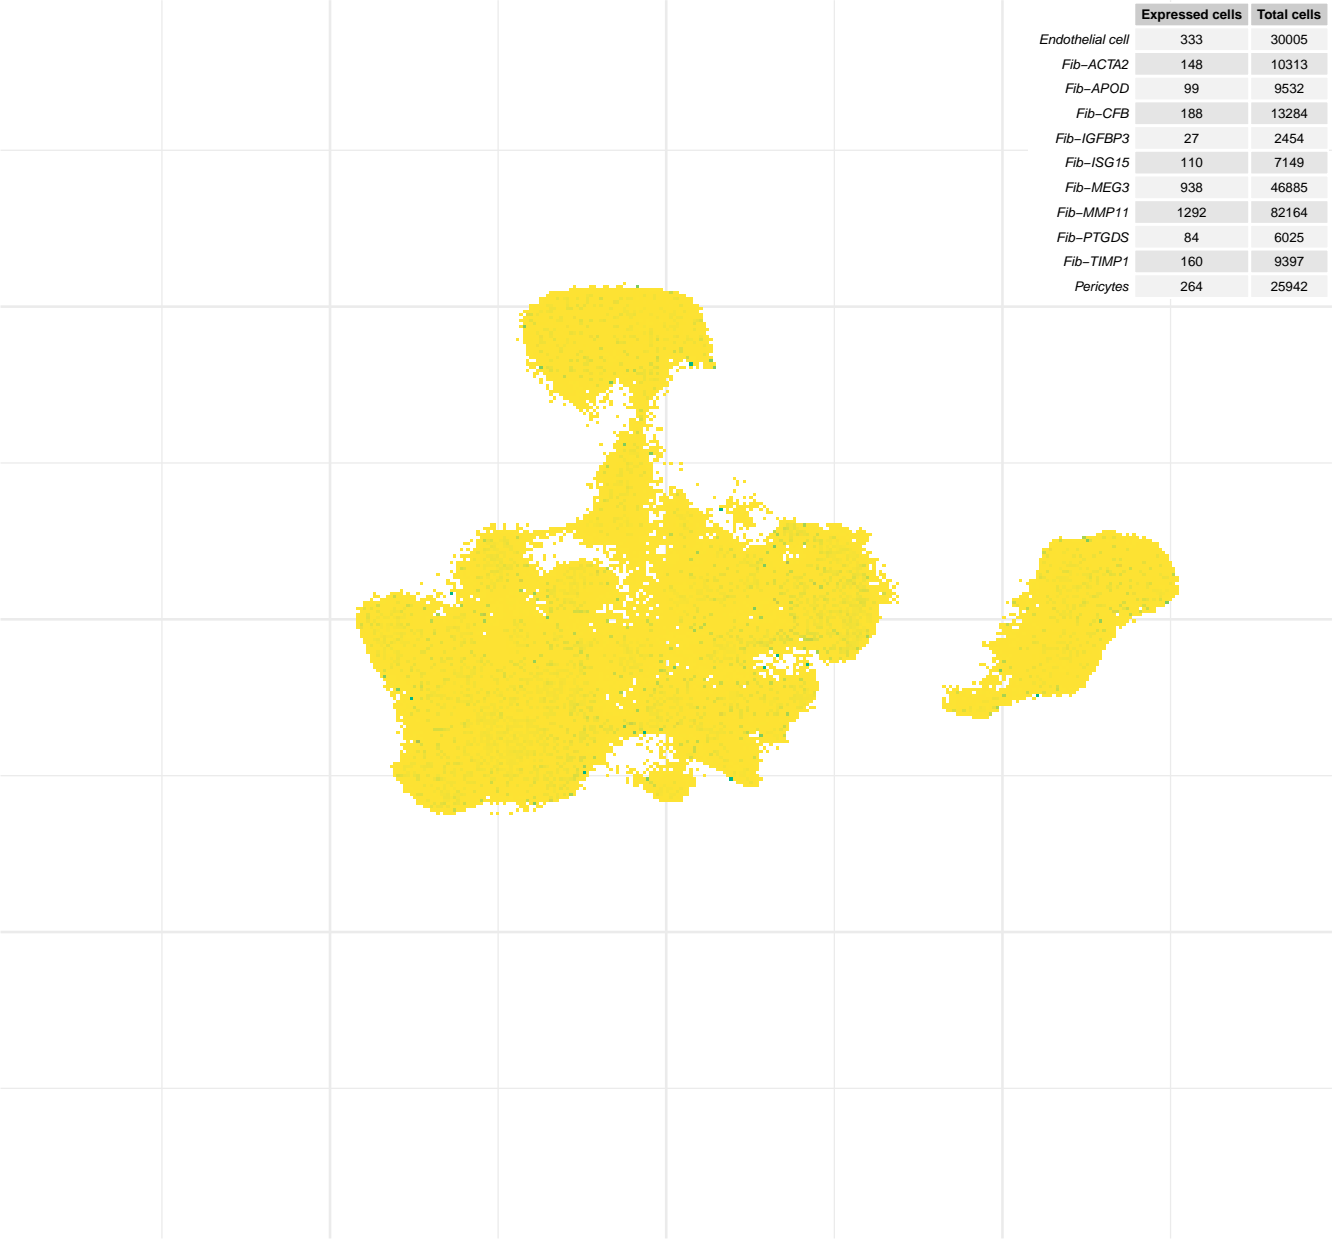 Expressed cells Total cells
Endothelial cell 333 30005
Fib−ACTA2 148 10313
Fib−APOD 99 9532
Fib−CFB 188 13284
Fib−IGFBP3 27 2454
Fib−ISG15 110 7149
Fib−MEG3 938 46885
Fib−MMP11 1292 82164
Fib−PTGDS 84 6025
Fib−TIMP1 160 9397
Pericytes 264 25942